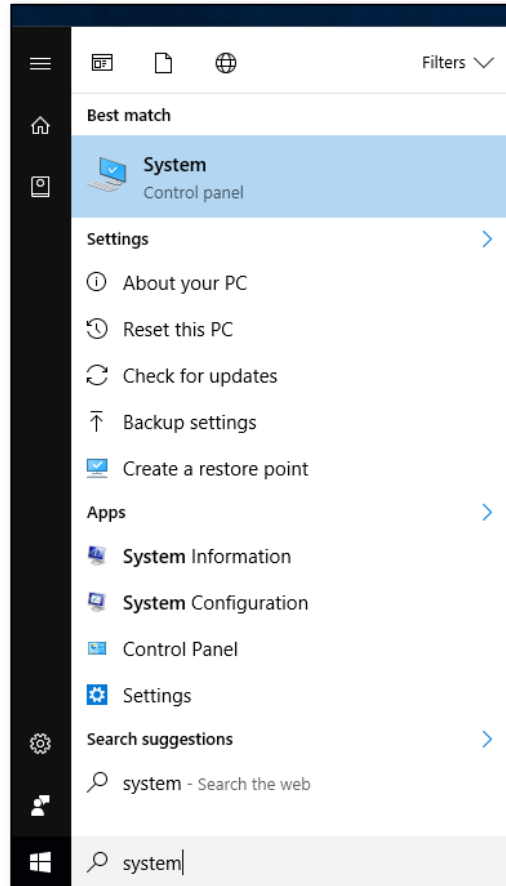 Filters
Best match
System
Control panel
Settings
About your PC
Reset this PC
Check for updates
Backup settings
Create a restore point
Apps
System Information
System Configuration
Control Panel
Settings
Search suggestions
system - Search the web
system